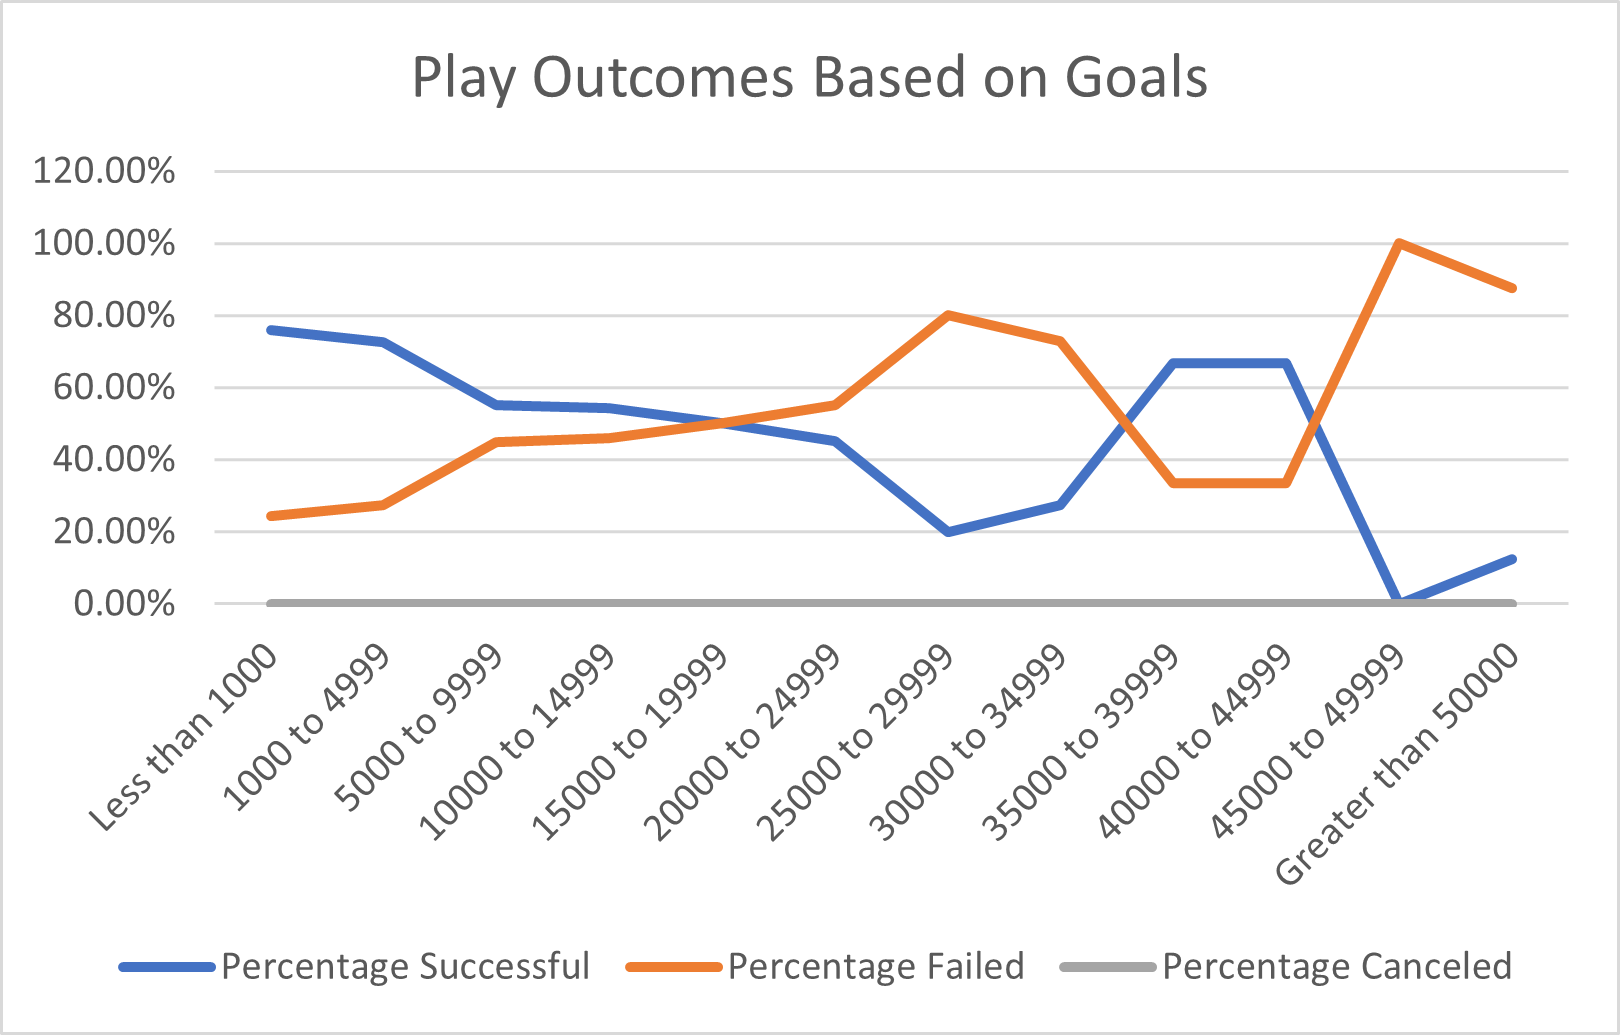 Play Outcomes Based on Goals
120.00%
100.00%
80.00%
60.00%
40.00%
20.00%
0.00%
Less than 1000
1000 to 4999
5000 to 9999
10000 to 14999
15000 to 19999
20000 to 24999
25000 to 29999
30000 to 34999
35000 to 39999
40000 to 44999
45000 to 49999
Greater than 50000
Percentage Successful
Percentage Failed
Percentage Canceled